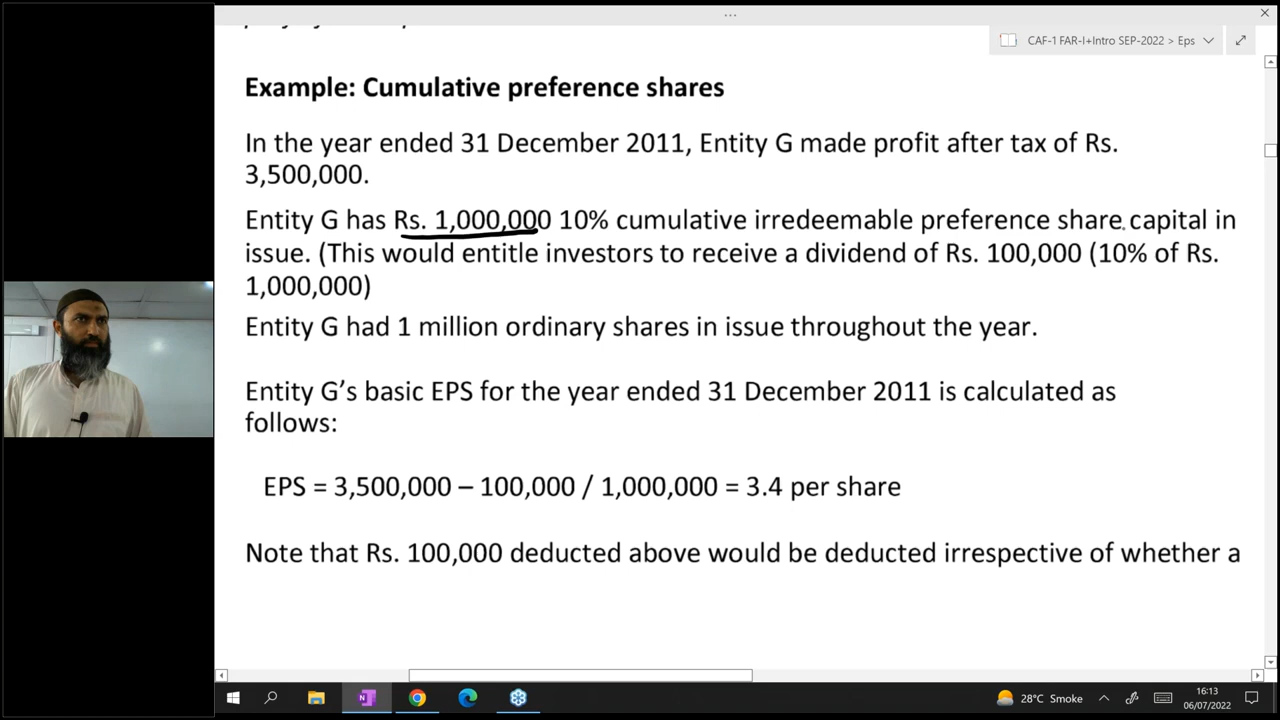 CAF-1 FAR-I+Intro SEP-2022 > Eps
Example: Cumulative preference shares
In the year ended 31 December 2011, Entity G made profit after tax of Rs.
3,500,000.
Entity G has Rs. 1,000,000 10% cumulative irredeemable preference share capital in
issue. (This would entitle investors to receive a dividend of Rs. 100,000 (10% of Rs.
1,000,000)
Entity G had 1 million ordinary shares in issue throughout the year.
Entity G’s basic EPS for the year ended 31 December 2011 is calculated as
follows:
EPS = 3,500,000 – 100,000 / 1,000,000 = 3.4 per share
Note that Rs. 100,000 deducted above would be deducted irrespective of whether a
28°C Smoke
16:13
06/07/2022